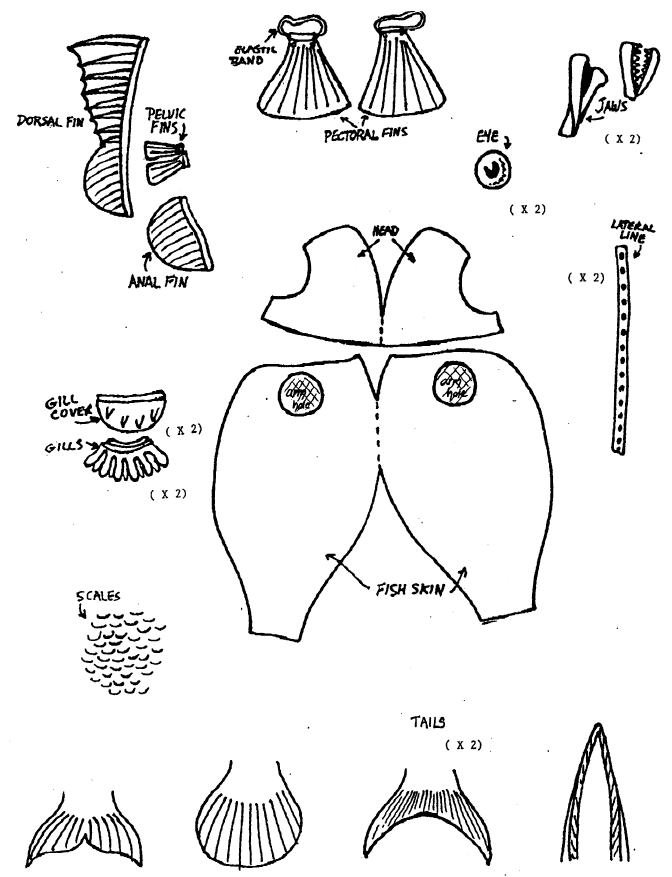 ELASTIC
BAND
DORSAL FIN
PELVIC
FINS
PECTORAL FINS
JAWS
( X 2)
EYE
( X 2)
LATERAL
LINE
( X 2)
HEAD
ANAL FIN
arm
hole
arm
hole
GILL
COVER
( X 2)
GILLS
( X 2)
FISH SKIN
SCALES
TAILS
( X 2)